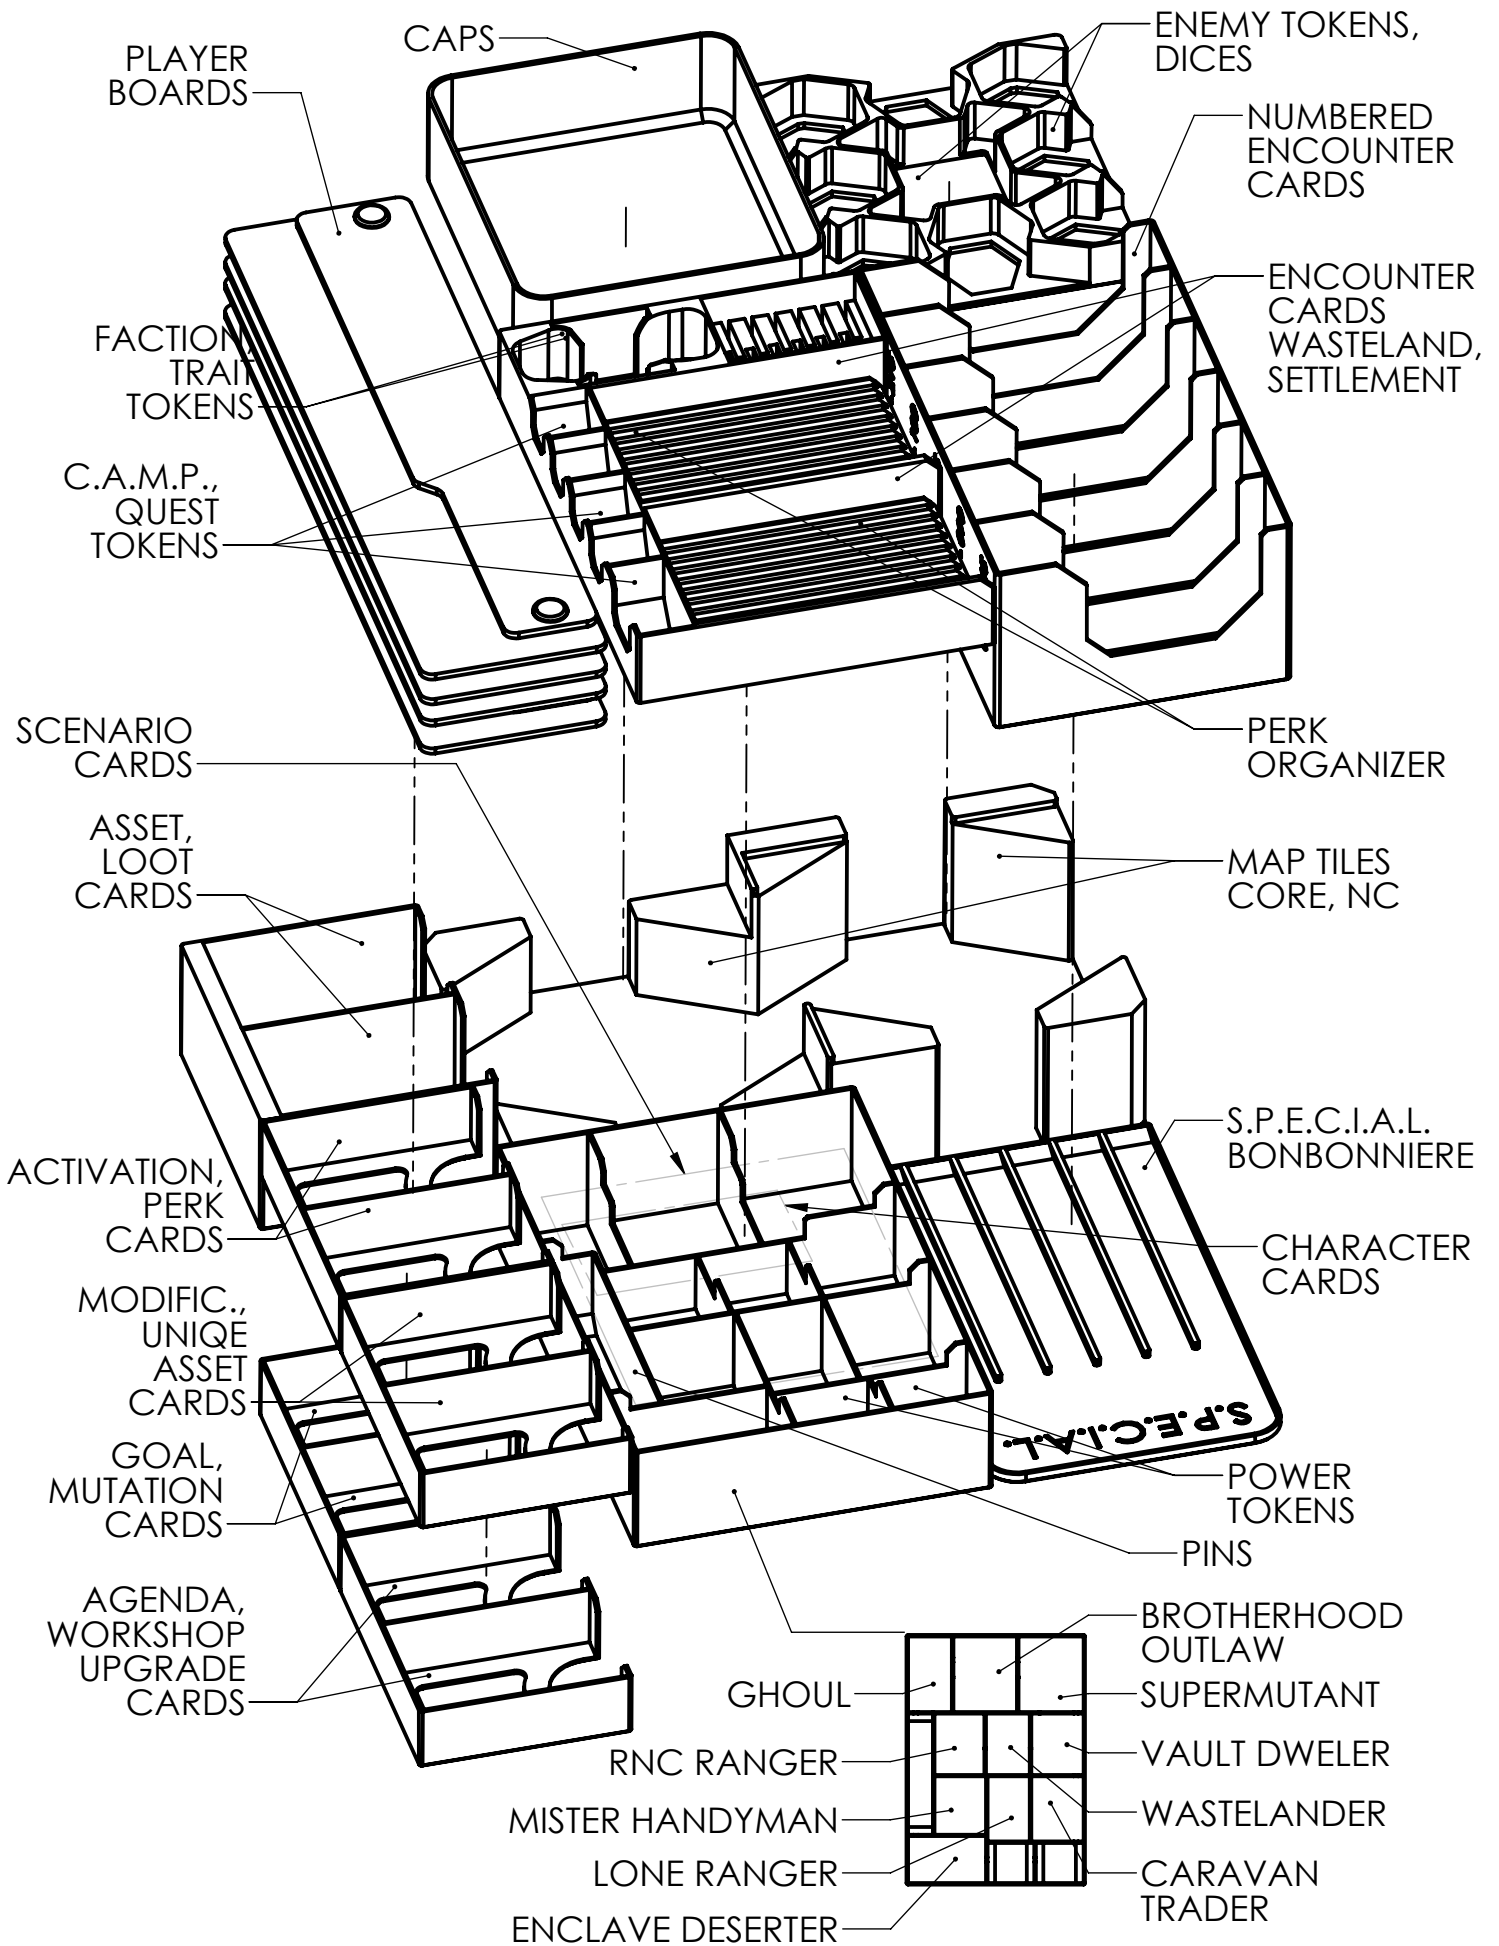 CAPS
ENEMY TOKENS,
DICES
PLAYER
BOARDS
NUMBERED
ENCOUNTER
CARDS
ENCOUNTER
CARDS
WASTELAND,
SETTLEMENT
FACTION,
TRAIT
TOKENS
C.A.M.P.,
QUEST
TOKENS
SCENARIO
CARDS
PERK
ORGANIZER
ASSET,
LOOT
CARDS
MAP TILES
CORE, NC
S.P.E.C.I.A.L.
BONBONNIERE
ACTIVATION,
PERK
CARDS
CHARACTER
CARDS
MODIFIC.,
UNIQE
ASSET
CARDS
S.P.E.C.I.A.L.
GOAL,
MUTATION
CARDS
POWER
TOKENS
PINS
AGENDA,
WORKSHOP
UPGRADE
CARDS
BROTHERHOOD
OUTLAW
GHOUL
SUPERMUTANT
RNC RANGER
VAULT DWELER
MISTER HANDYMAN
WASTELANDER
LONE RANGER
CARAVAN
TRADER
ENCLAVE DESERTER